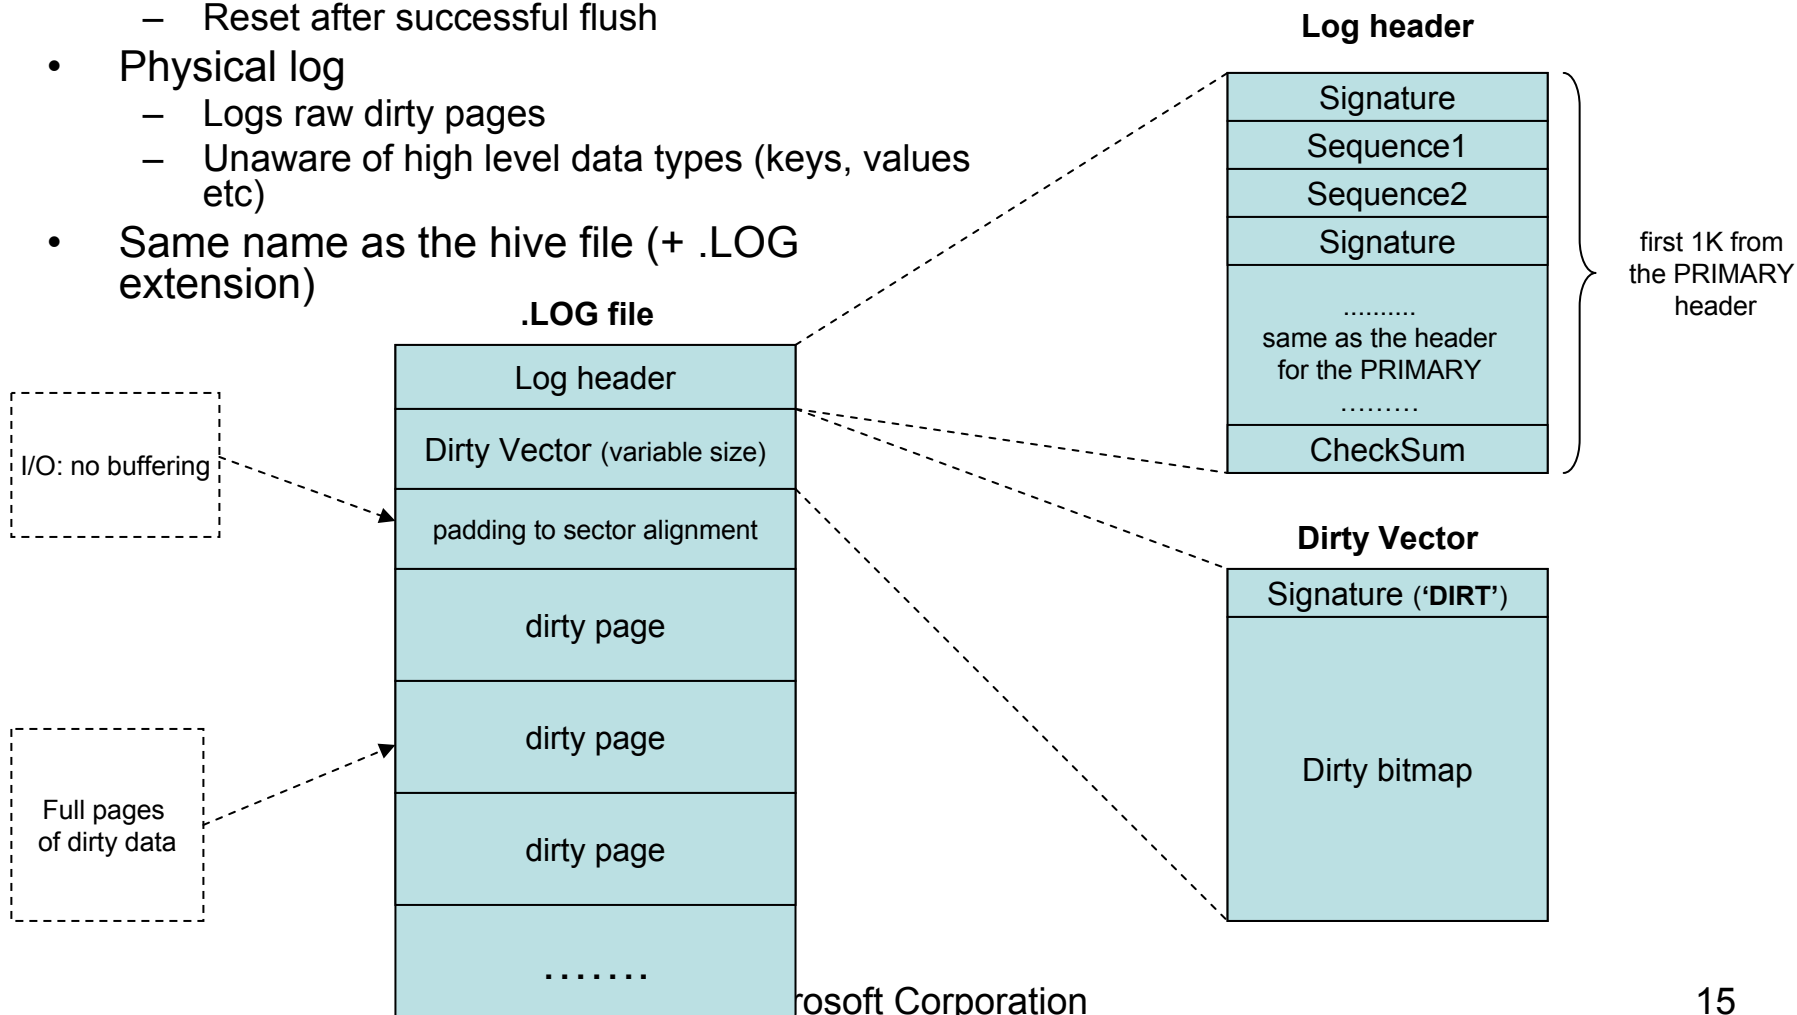 – Reset after successful flush
• Physical log
– Logs raw dirty pages
– Unaware of high level data types (keys, values
etc)
• Same name as the hive file (+ .LOG
extension)
.LOG file
Log header
Dirty Vector (variable size)
padding to sector alignment
dirty page
dirty page
dirty page
.......
I/O: no buffering
Full pages
of dirty data
Log header
Signature
Sequence1
Sequence2
Signature
..........
same as the header
for the PRIMARY
.........
CheckSum
first 1K from
the PRIMARY
header
Dirty Vector
Signature (‘DIRT’)
Dirty bitmap
Corporation
15